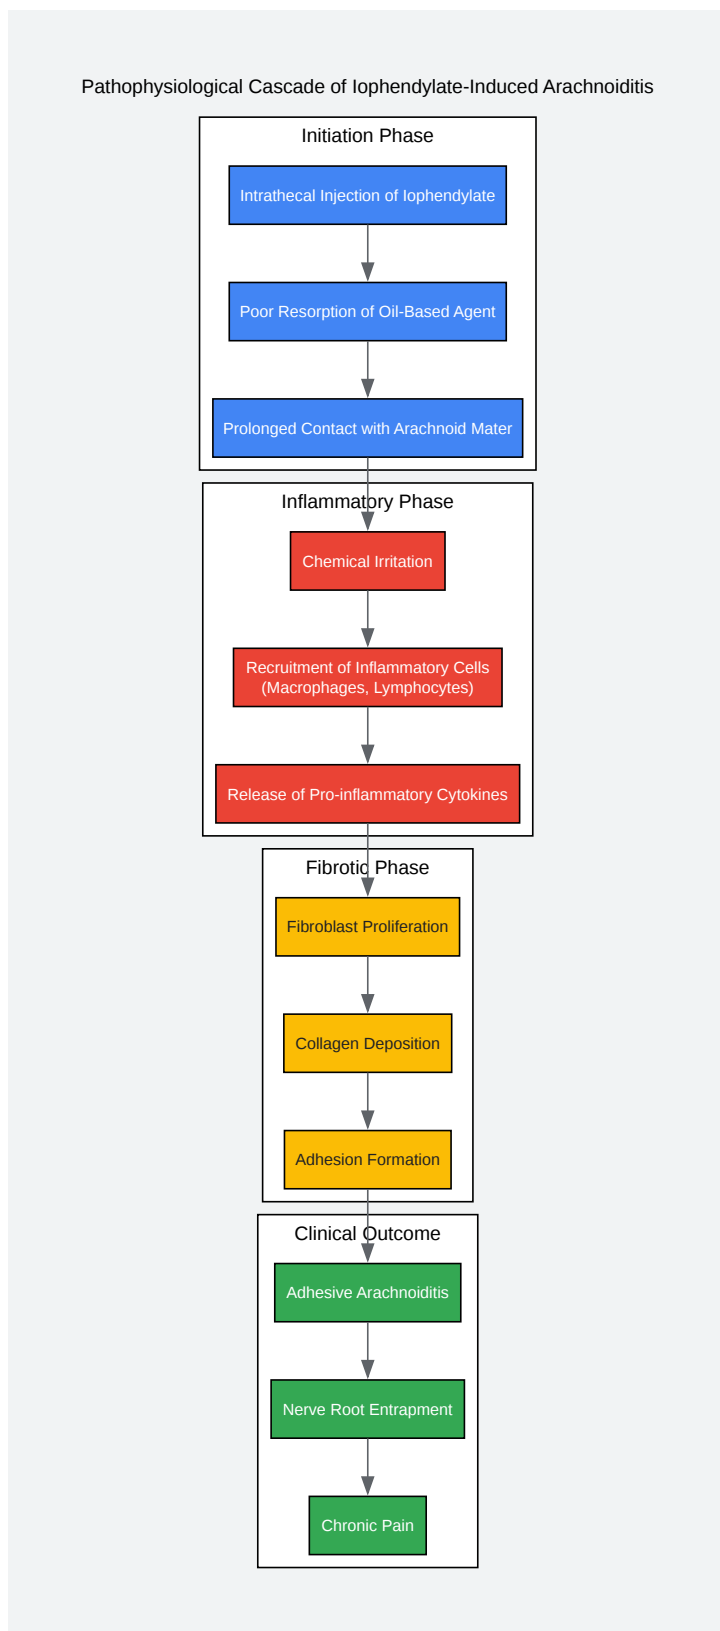 Pathophysiological Cascade of Iophendylate-Induced Arachnoiditis
Initiation Phase
Intrathecal Injection of Iophendylate
Poor Resorption of Oil-Based Agent
Prolonged Contact with Arachnoid Mater
Inflammatory Phase
Chemical Irritation
Recruitment of Inflammatory Cells
(Macrophages, Lymphocytes)
Release of Pro-inflammatory Cytokines
Fibrotic Phase
Fibroblast Proliferation
Collagen Deposition
Adhesion Formation
Clinical Outcome
Adhesive Arachnoiditis
Nerve Root Entrapment
Chronic Pain